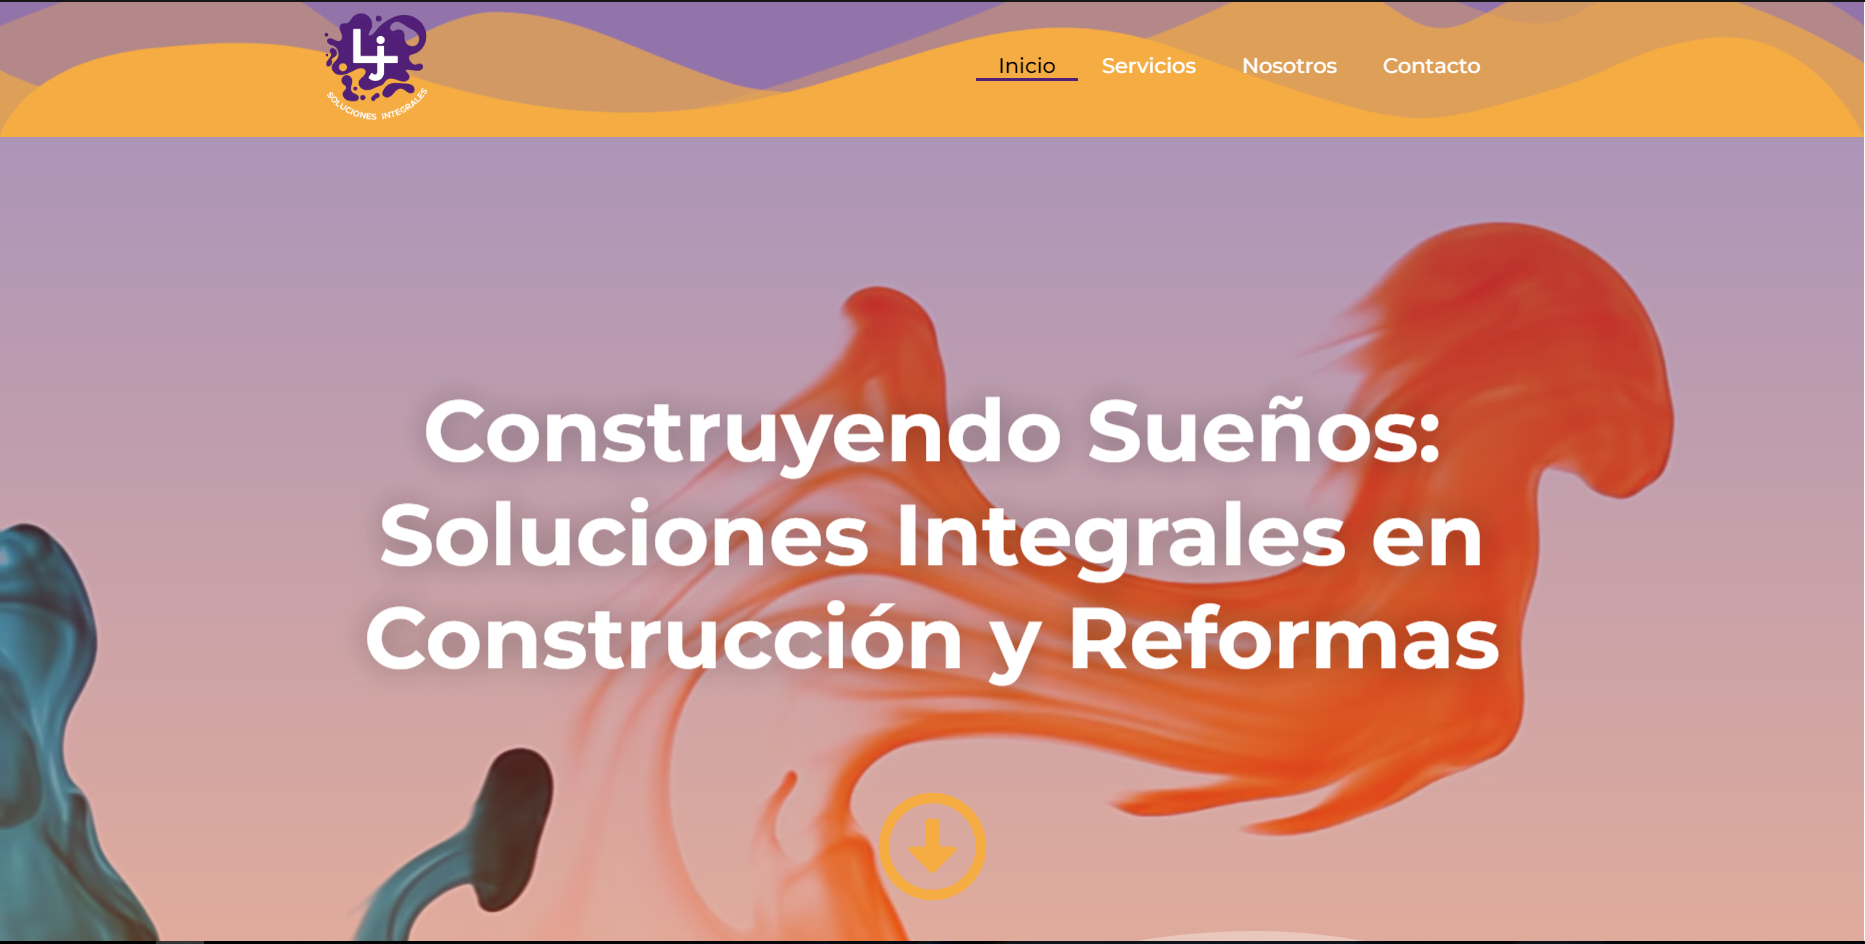 Lj
SOLUCIONES INTEGRALES
Inicio
Servicios
Nosotros
Contacto
Construyendo Sueños:
Soluciones Integrales en
Construcción y Reformas